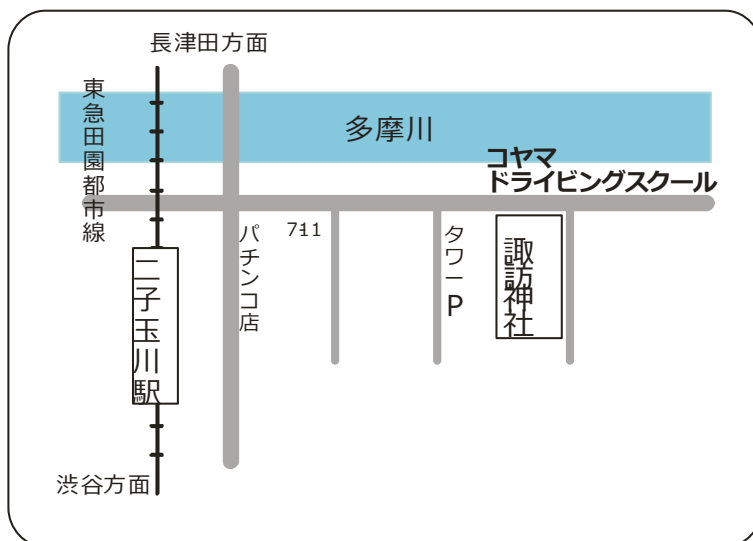 長津田方面
東急田園都市線
多摩川
コヤマ
ドライビングスクール
二子玉川駅
パチンコ店
711
タワーP
諏訪神社
渋谷方面